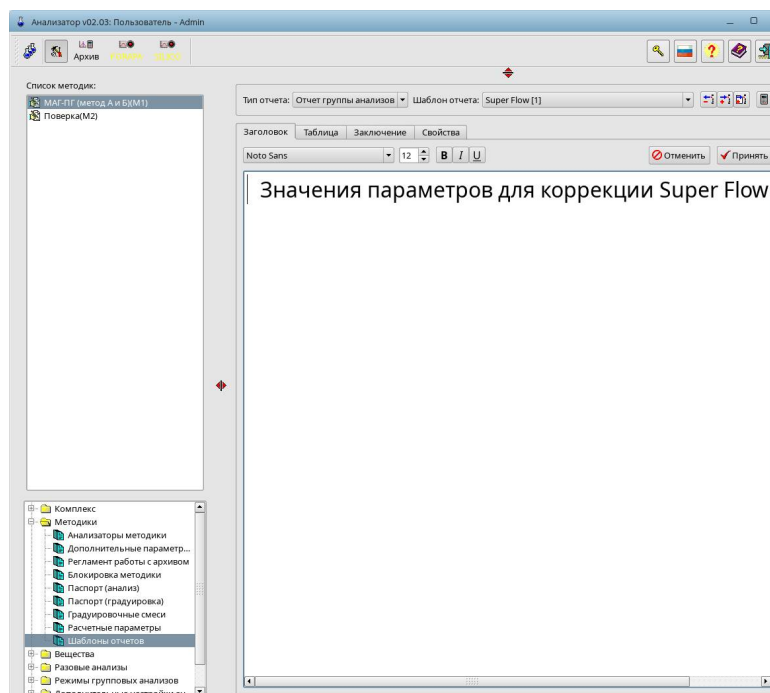 Анализатор v02.03: Пользователь - Admin
Архив
Список методик:
МАГ-ПГ (метод А и Б)(М1)
Поверка(М2)
Тип отчета: Отчет группы анализов Шаблон отчета: Super Flow [1]
Заголовок Таблица Заключение Свойства
Noto Sans 12 B I U Отменить Принять
Значения параметров для коррекции Super Flow
Комплекс
Методики
Анализаторы методики
Дополнительные параметр...
Регламент работы с архивом
Блокировка методики
Паспорт (анализ)
Паспорт (градуировка)
Градуировочные смеси
Расчетные параметры
Шаблоны отчетов
Вещества
Разовые анализы
Режимы групповых анализов